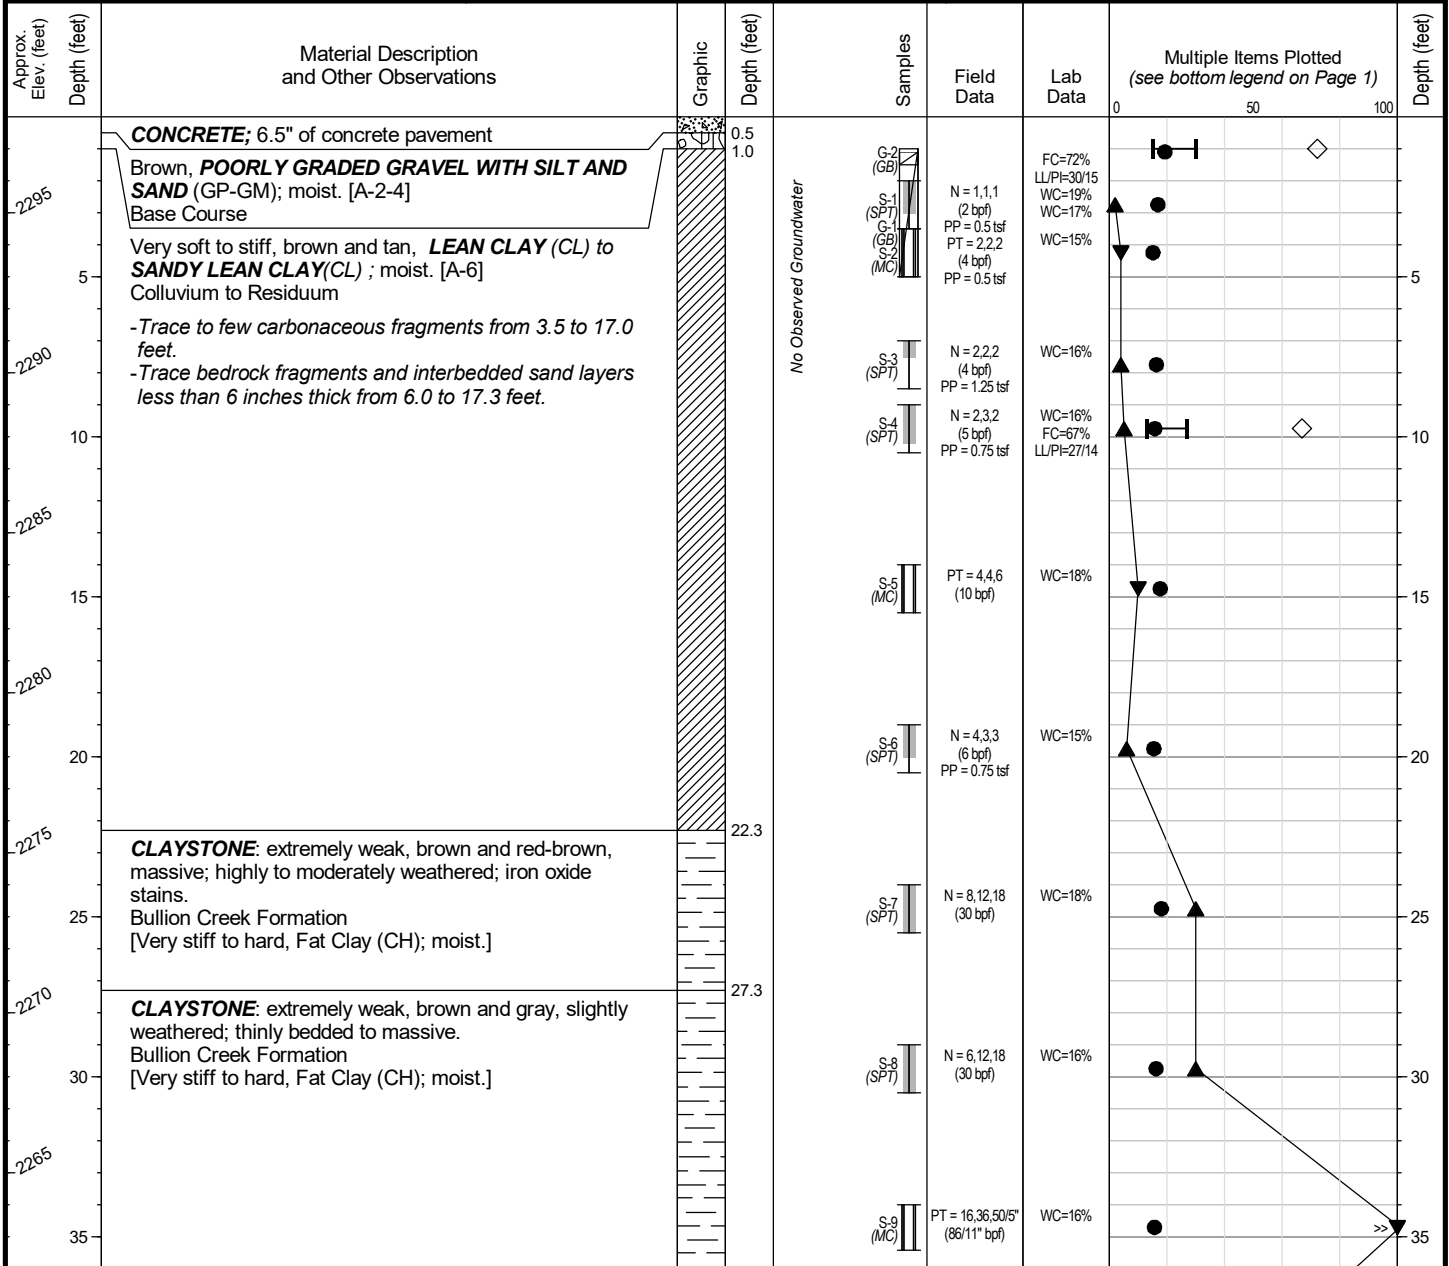 Approx.
Elev. (feet)
Depth (feet)
Material Description
and Other Observations
Graphic
Depth (feet)
Samples
Field
Data
Lab
Data
Multiple Items Plotted
(see bottom legend on Page 1)
0 50 100
Depth (feet)
CONCRETE; 6.5" of concrete pavement
0.5
1.0
Brown, POORLY GRADED GRAVEL WITH SILT AND
SAND (GP-GM); moist. [A-2-4]
Base Course
Very soft to stiff, brown and tan, LEAN CLAY (CL) to
SANDY LEAN CLAY(CL) ; moist. [A-6]
Colluvium to Residuum
-Trace to few carbonaceous fragments from 3.5 to 17.0
feet.
-Trace bedrock fragments and interbedded sand layers
less than 6 inches thick from 6.0 to 17.3 feet.
22.3
CLAYSTONE: extremely weak, brown and red-brown,
massive; highly to moderately weathered; iron oxide
stains.
Bullion Creek Formation
[Very stiff to hard, Fat Clay (CH); moist.]
27.3
CLAYSTONE: extremely weak, brown and gray, slightly
weathered; thinly bedded to massive.
Bullion Creek Formation
[Very stiff to hard, Fat Clay (CH); moist.]
2295
2290
2285
2280
2275
2270
2265
5
10
15
20
25
30
35
No Observed Groundwater
G-2
(GB)
S-1
(SPT)
G-1
(GB)
S-2
(MC)
S-3
(SPT)
S-4
(SPT)
S-5
(MC)
S-6
(SPT)
S-7
(SPT)
S-8
(SPT)
S-9
(MC)
N = 1,1,1
(2 bpf)
PP = 0.5 tsf
PT = 2,2,2
(4 bpf)
PP = 0.5 tsf
N = 2,2,2
(4 bpf)
PP = 1.25 tsf
N = 2,3,2
(5 bpf)
PP = 0.75 tsf
PT = 4,4,6
(10 bpf)
N = 4,3,3
(6 bpf)
PP = 0.75 tsf
N = 8,12,18
(30 bpf)
N = 6,12,18
(30 bpf)
PT = 16,36,50/5"
(86/11" bpf)
FC=72%
LL/PI=30/15
WC=19%
WC=17%
WC=15%
WC=16%
WC=16%
FC=67%
LL/PI=27/14
WC=18%
WC=15%
WC=18%
WC=16%
WC=16%
>>
5
10
15
20
25
30
35